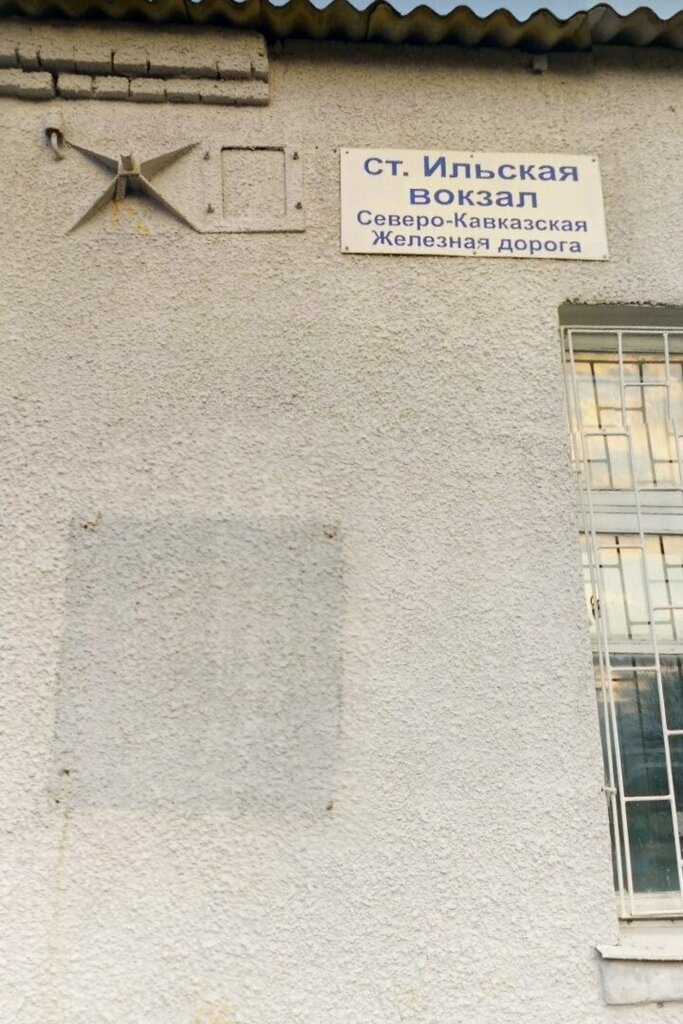 ст. Ильская
вокзал
Северо-Кавказская
Железная дорога